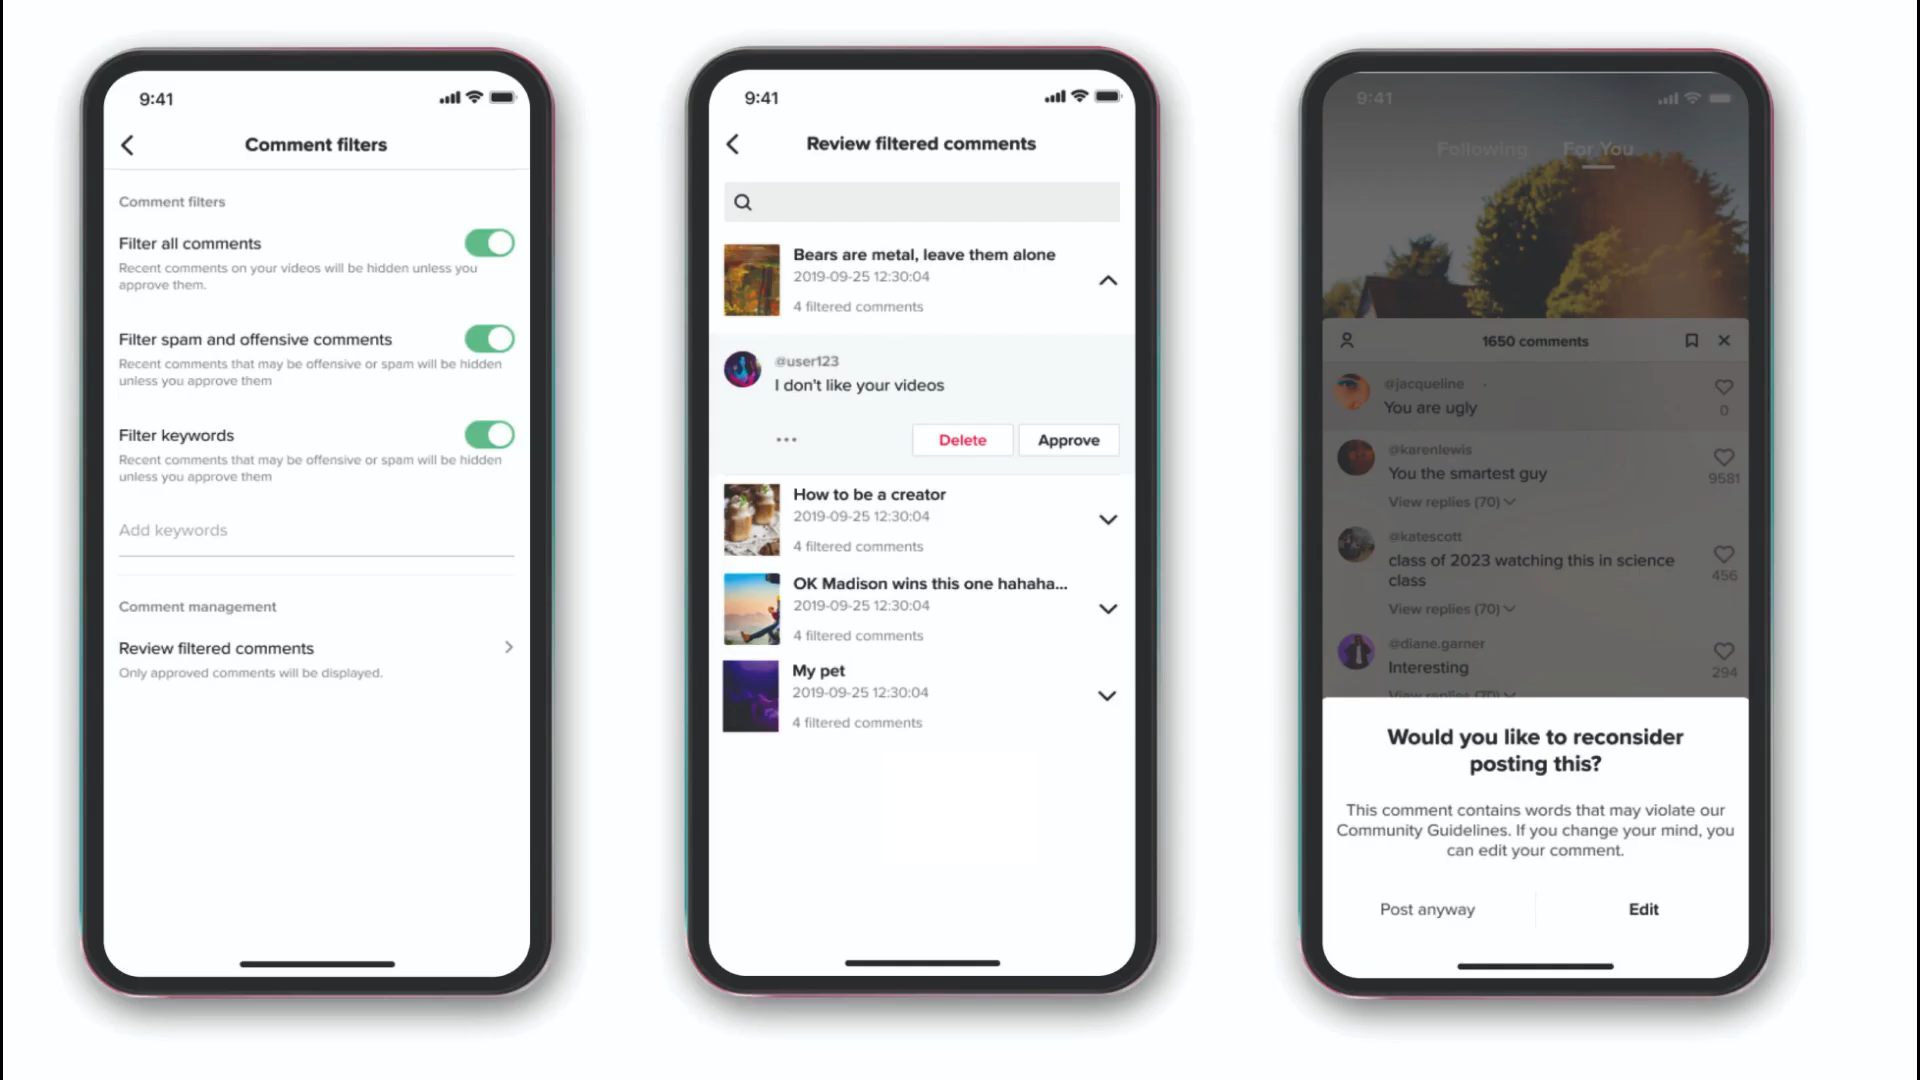 9:41
Comment filters
Comment filters
Filter all comments
Recent comments on your videos will be hidden unless you
approve them.
Filter spam and offensive comments
Recent comments that may be offensive or spam will be hidden
unless you approve them
Filter keywords
Recent comments that may be offensive or spam will be hidden
unless you approve them
Add keywords
Comment management
Review filtered comments
Only approved comments will be displayed.
9:41
Review filtered comments
Bears are metal, leave them alone
2019-09-25 12:30:04
4 filtered comments
@user123
I don't like your videos
Delete
Approve
How to be a creator
2019-09-25 12:30:04
4 filtered comments
OK Madison wins this one hahaha...
2019-09-25 12:30:04
4 filtered comments
My pet
2019-09-25 12:30:04
4 filtered comments
9:41
Following For You
1650 comments
@jacqueline
You are ugly
0
@karenlewis
You the smartest guy
9581
View replies (70)
@katescott
class of 2023 watching this in science
class
456
View replies (70)
@diane.garner
Interesting
294
View replies (70)
Would you like to reconsider
posting this?
This comment contains words that may violate our
Community Guidelines. If you change your mind, you
can edit your comment.
Post anyway
Edit